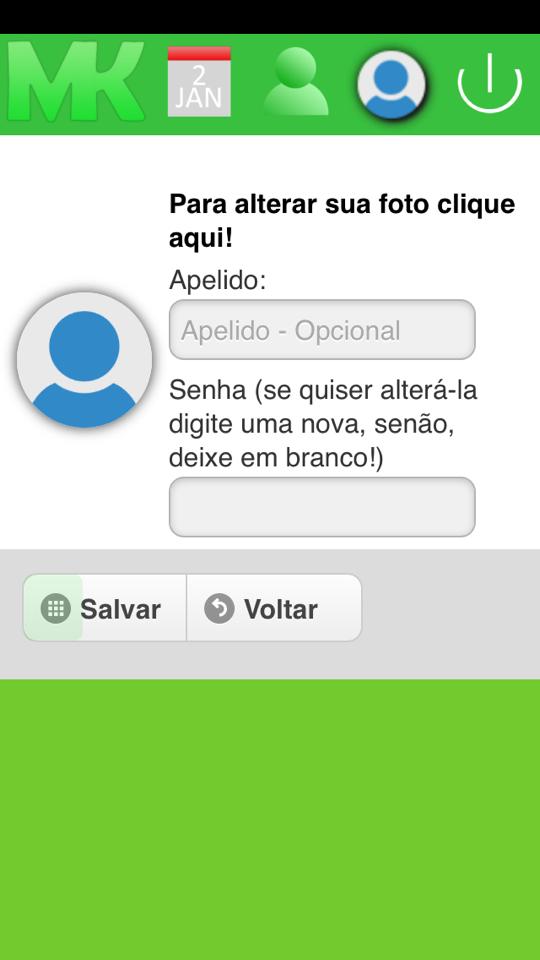 MK
2
JAN
Para alterar sua foto clique
aqui!
Apelido:
Apelido - Opcional
Senha (se quiser alterá-la
digite uma nova, senão,
deixe em branco!)
Salvar
Voltar